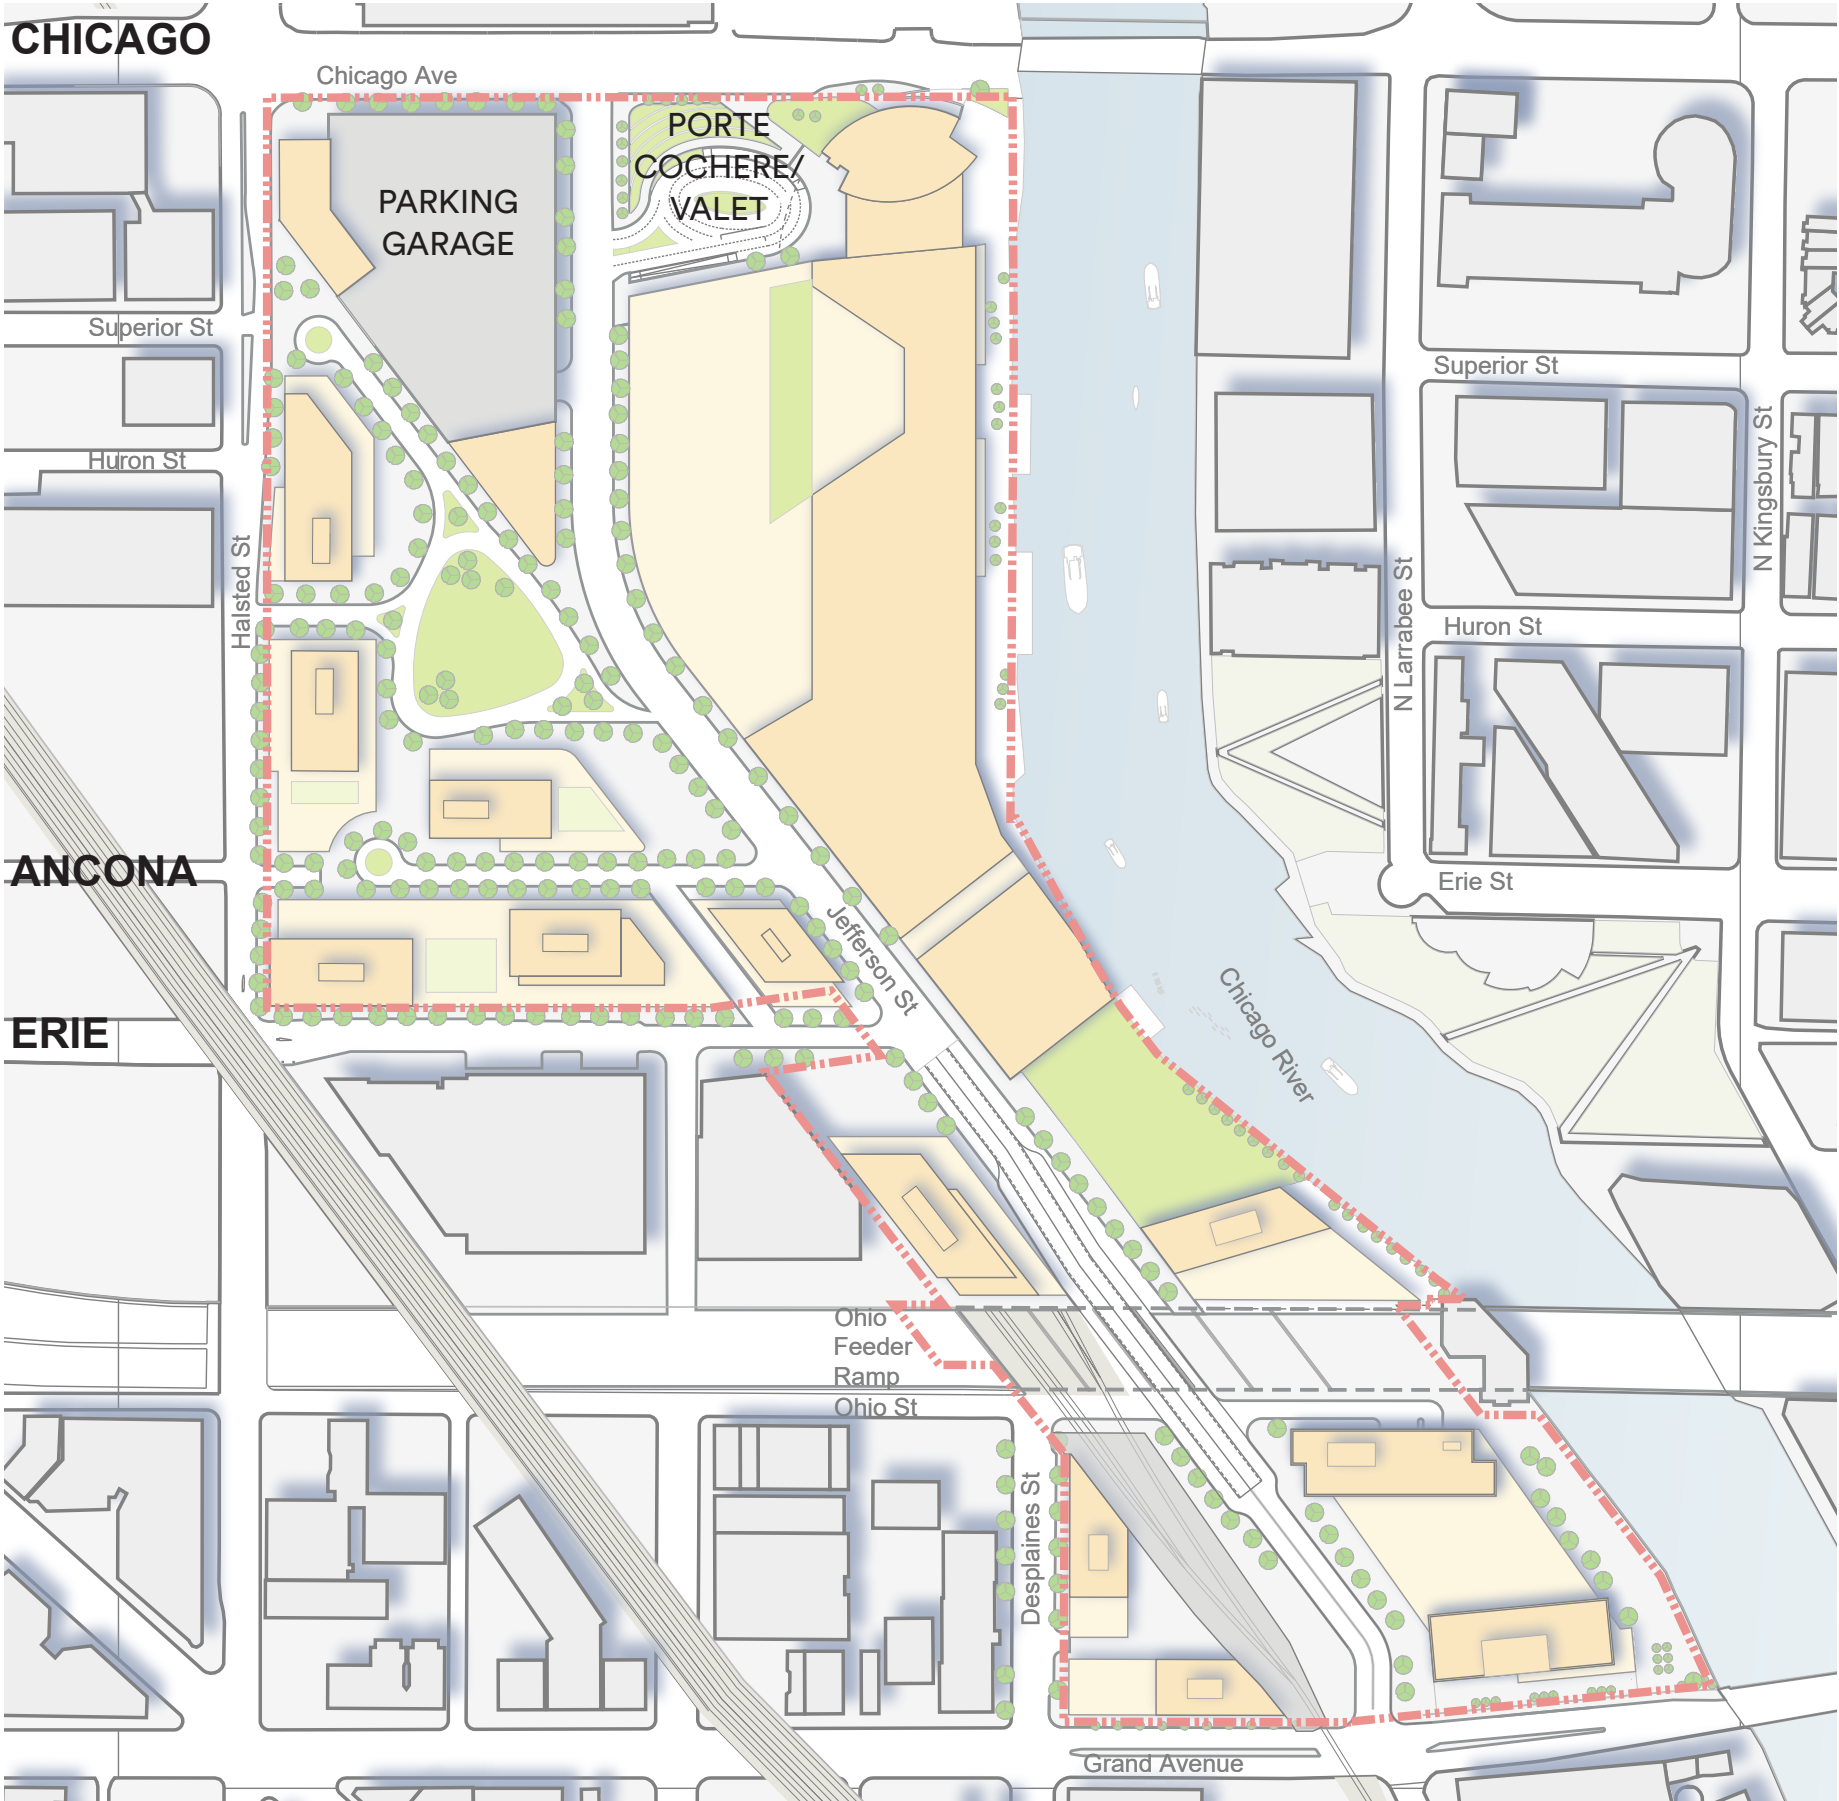 CHICAGO
Chicago Ave
PORTE
COCHERE/
VALET
PARKING
GARAGE
Superior St
Superior St
Huron St
N Kingsbury St
Halsted St
N Larrabee St
Huron St
ANCONA
Erie St
Jefferson St
Chicago River
ERIE
Ohio
Feeder
Ramp
Ohio St
Desplaines St
Grand Avenue